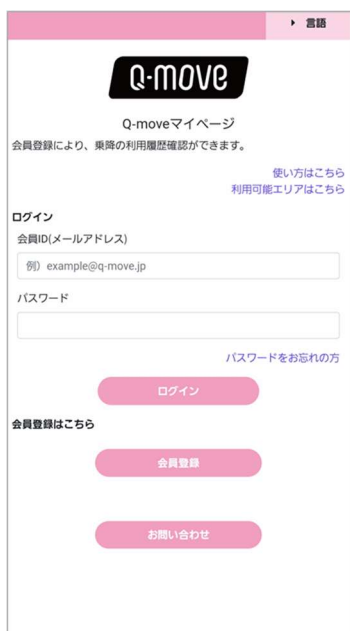 言語
Q-move
Q-moveマイページ
会員登録により、乗降の利用履歴確認ができます。
使い方はこちら
利用可能エリアはこちら
ログイン
会員ID(メールアドレス)
例）example@q-move.jp
パスワード
パスワードをお忘れの方
ログイン
会員登録はこちら
会員登録
お問い合わせ